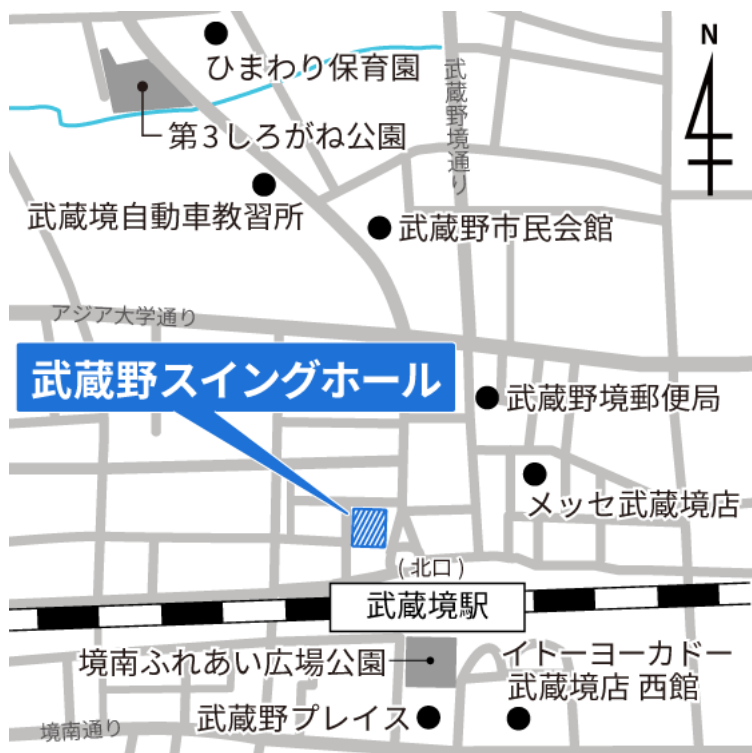 N
ひまわり保育園
武蔵野境通り
第3しろがね公園
武蔵境自動車教習所
武蔵野市民会館
アジア大学通り
武蔵野スイングホール
武蔵野境郵便局
メッセ武蔵境店
(北口)
武蔵境駅
境南ふれあい広場公園
イトーヨーカドー
武蔵境店 西館
武蔵野プレイス
境南通り